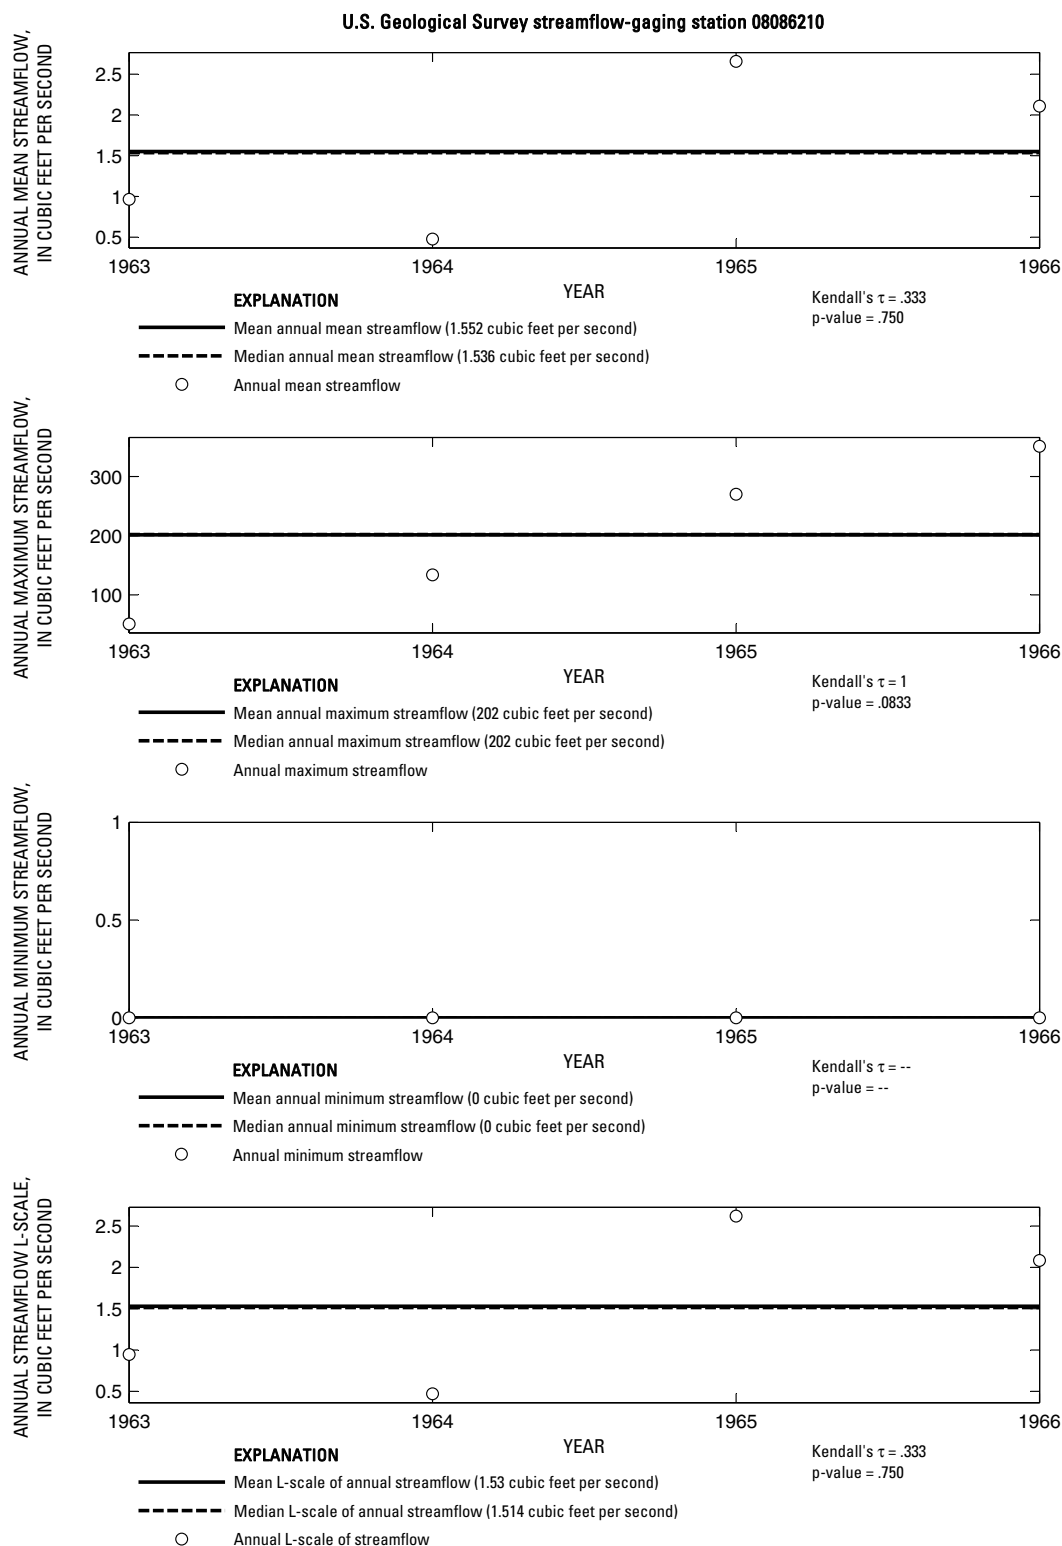 U.S. Geological Survey streamflow-gaging station 08086210
ANNUAL MEAN STREAMFLOW,
IN CUBIC FEET PER SECOND
2.5
2
1.5
1
0.5
1963 1964 1965 1966
YEAR
EXPLANATION
Mean annual mean streamflow (1.552 cubic feet per second)
Median annual mean streamflow (1.536 cubic feet per second)
Annual mean streamflow
Kendall's τ = .333
p-value = .750
ANNUAL MAXIMUM STREAMFLOW,
IN CUBIC FEET PER SECOND
300
200
100
1963 1964 1965 1966
YEAR
EXPLANATION
Mean annual maximum streamflow (202 cubic feet per second)
Median annual maximum streamflow (202 cubic feet per second)
Annual maximum streamflow
Kendall's τ = 1
p-value = .0833
ANNUAL MINIMUM STREAMFLOW,
IN CUBIC FEET PER SECOND
1
0.5
0
1963 1964 1965 1966
YEAR
EXPLANATION
Mean annual minimum streamflow (0 cubic feet per second)
Median annual minimum streamflow (0 cubic feet per second)
Annual minimum streamflow
Kendall's τ = --
p-value = --
ANNUAL STREAMFLOW L-SCALE,
IN CUBIC FEET PER SECOND
2.5
2
1.5
1
0.5
1963 1964 1965 1966
YEAR
EXPLANATION
Mean L-scale of annual streamflow (1.53 cubic feet per second)
Median L-scale of annual streamflow (1.514 cubic feet per second)
Annual L-scale of streamflow
Kendall's τ = .333
p-value = .750